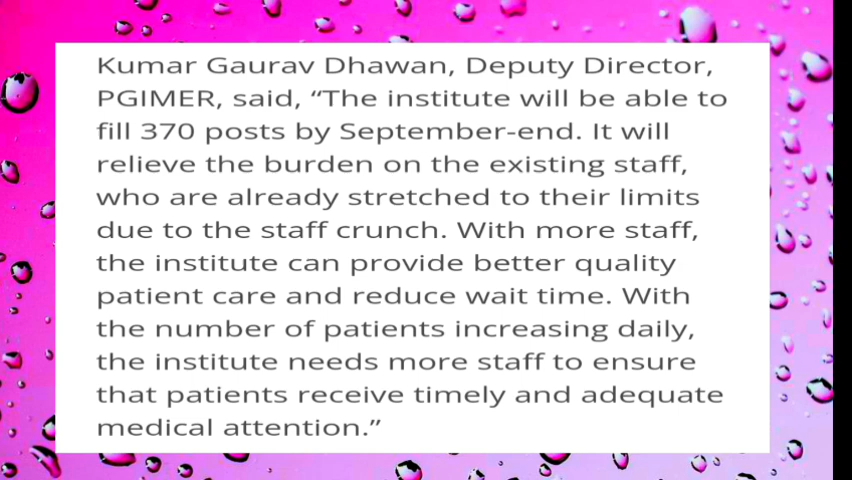 Kumar Gaurav Dhawan, Deputy Director,
PGIMER, said, “The institute will be able to
fill 370 posts by September-end. It will
relieve the burden on the existing staff,
who are already stretched to their limits
due to the staff crunch. With more staff,
the institute can provide better quality
patient care and reduce wait time. With
the number of patients increasing daily,
the institute needs more staff to ensure
that patients receive timely and adequate
medical attention.”